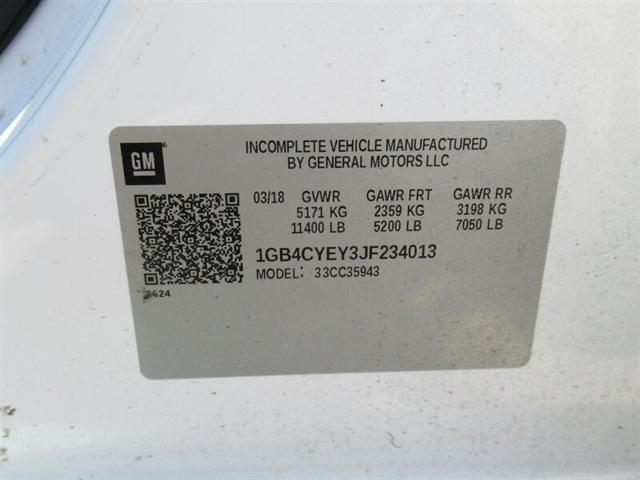 GM
INCOMPLETE VEHICLE MANUFACTURED
BY GENERAL MOTORS LLC
03/18 GVWR GAWR FRT GAWR RR
5171 KG 2359 KG 3198 KG
11400 LB 5200 LB 7050 LB
1GB4CYEY3JF234013
MODEL: 33CC35943